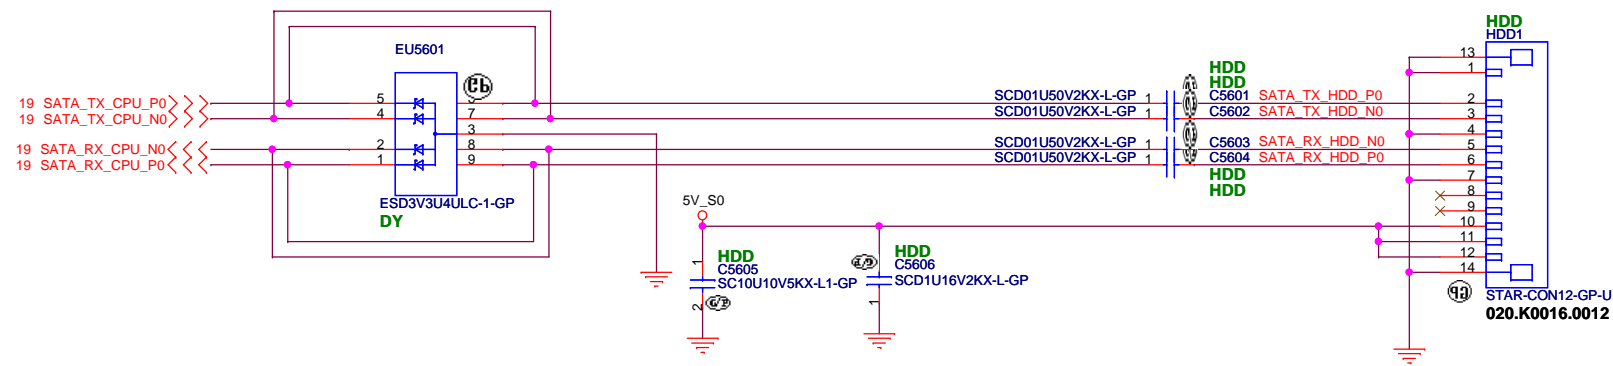 HDD
HDD1
EU5601
19 SATA_TX_CPU_P0
19 SATA_TX_CPU_N0
19 SATA_RX_CPU_N0
19 SATA_RX_CPU_P0
5
4
2
1
7
3
8
9
ESD3V3U4ULC-1-GP
DY
HDD
HDD
SCD01U50V2KX-L-GP 1 C5601 SATA_TX_HDD_P0
SCD01U50V2KX-L-GP 1 C5602 SATA_TX_HDD_N0
SCD01U50V2KX-L-GP 1 C5603 SATA_RX_HDD_N0
SCD01U50V2KX-L-GP 1 C5604 SATA_RX_HDD_P0
HDD
HDD
13
1
2
3
4
5
6
7
8
9
10
11
12
14
5V_S0
HDD
C5605
SC10U10V5KX-L1-GP
1
2
HDD
C5606
SCD1U16V2KX-L-GP
1
STAR-CON12-GP-U
020.K0016.0012